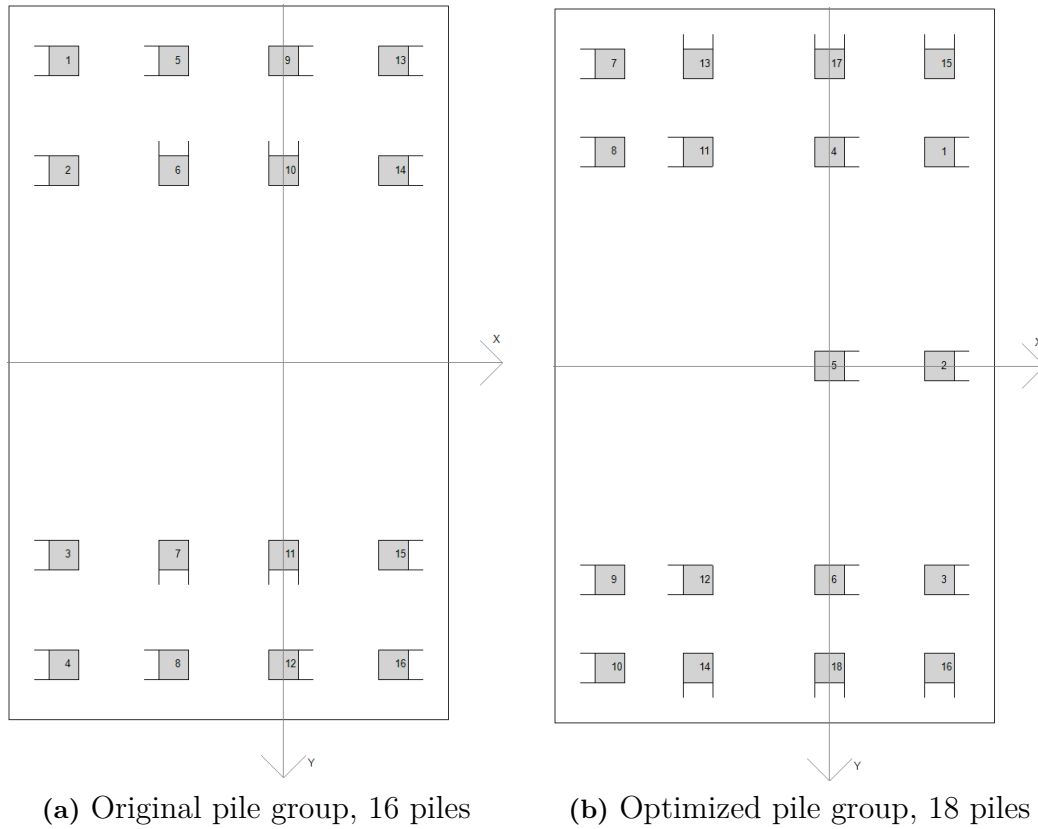 1 5 9 13
2 6 10 14
X
3 7 11 15
4 8 12 16
Y
(a) Original pile group, 16 piles
7 13 17 15
8 11 4 1
X
5 2
9 12 6 3
10 14 18 16
Y
(b) Optimized pile group, 18 piles